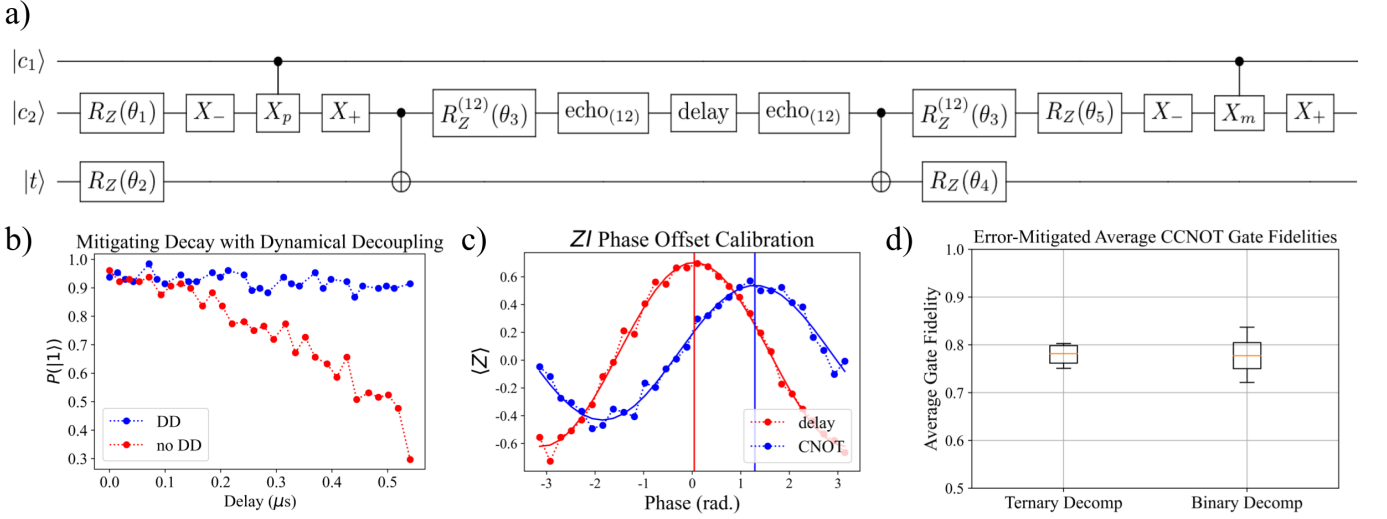 a)
|c₁⟩
|c₂⟩ R_Z(θ₁) X₋ X_p X₊ R_Z^(12)(θ₃) echo₍₁₂₎ delay echo₍₁₂₎ R_Z^(12)(θ₃) R_Z(θ₅) X₋ X_m X₊
|t⟩ R_Z(θ₂) R_Z(θ₄)
b)
Mitigating Decay with Dynamical Decoupling
P(|1⟩)
1.0
0.9
0.8
0.7
0.6
0.5
0.4
0.3
DD
no DD
0.0 0.1 0.2 0.3 0.4 0.5
Delay (μs)
c)
ZI Phase Offset Calibration
⟨Z⟩
0.6
0.4
0.2
0.0
-0.2
-0.4
-0.6
delay
CNOT
-3 -2 -1 0 1 2 3
Phase (rad.)
d)
Error-Mitigated Average CCNOT Gate Fidelities
Average Gate Fidelity
1.0
0.9
0.8
0.7
0.6
0.5
Ternary Decomp Binary Decomp